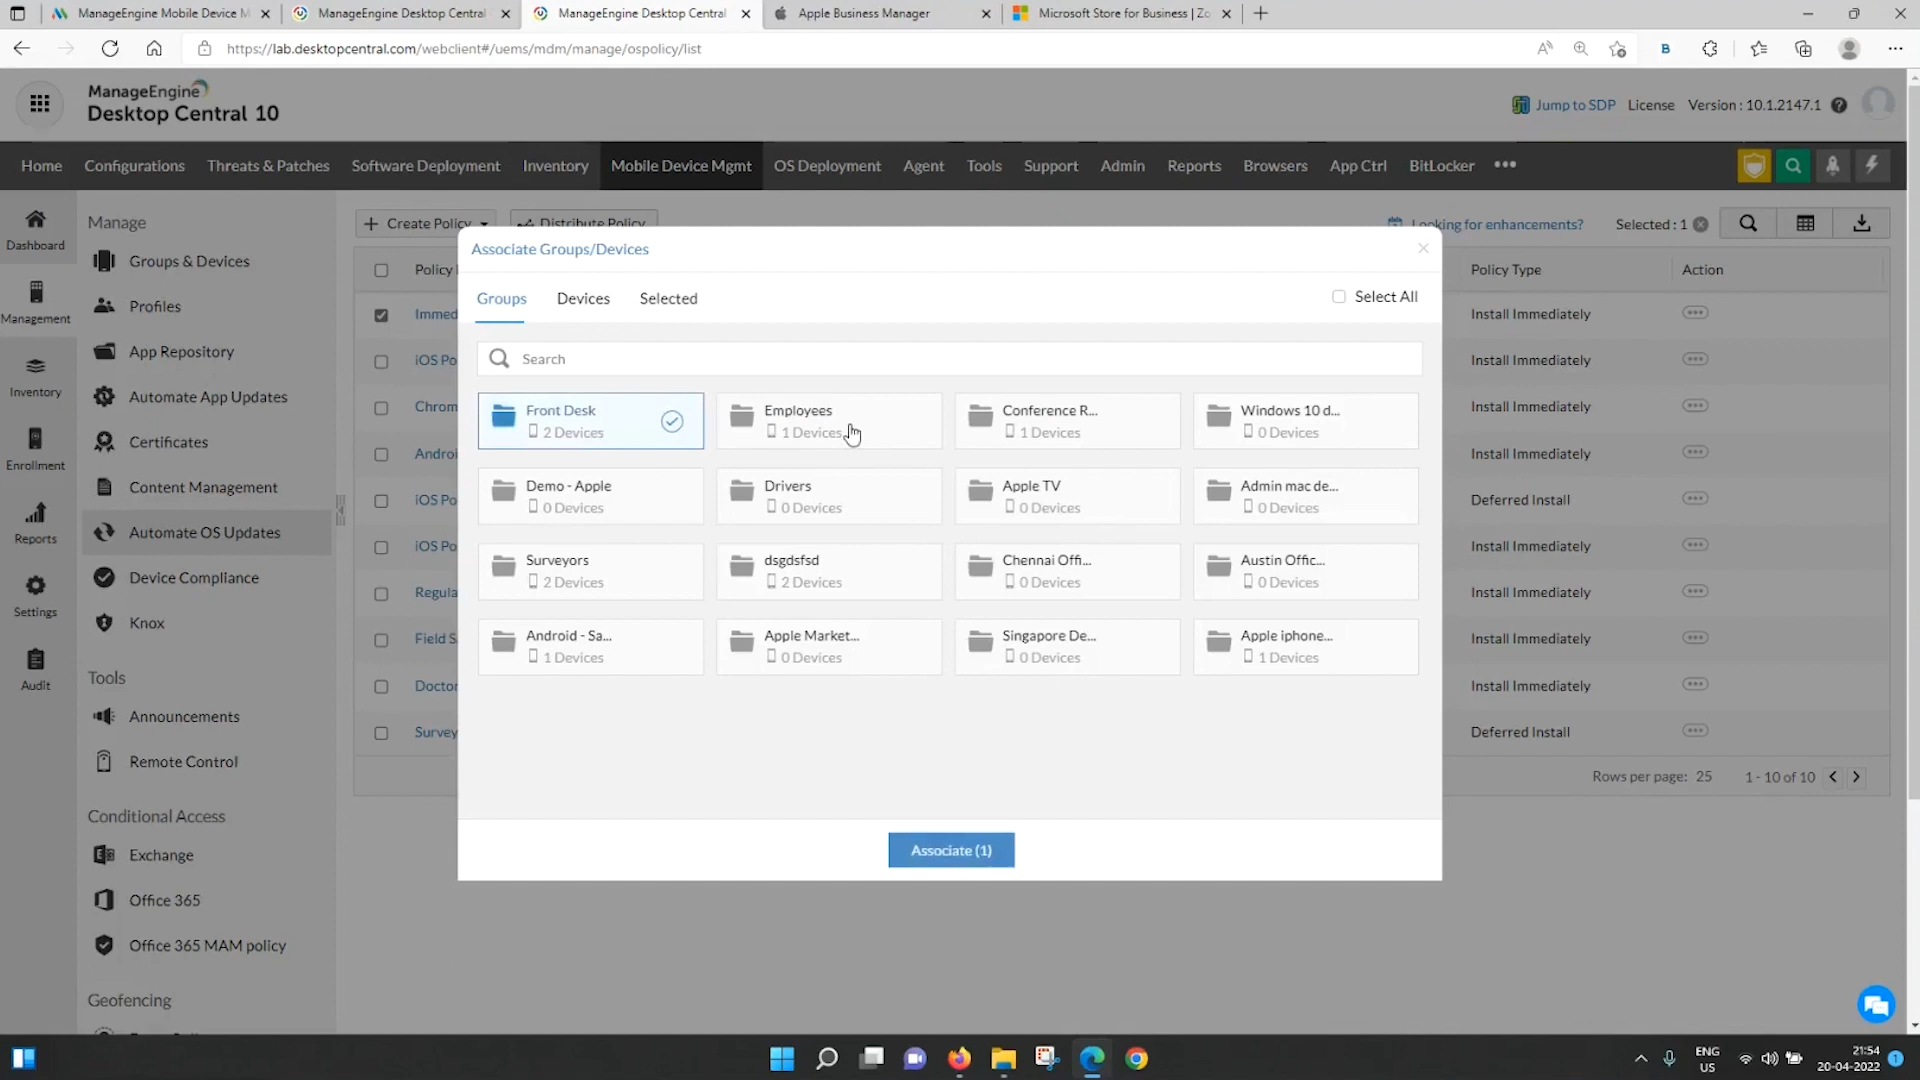 ManageEngine Mobile Device M
ManageEngine Desktop Central
ManageEngine Desktop Central
Apple Business Manager
Microsoft Store for Business | Zo
https://lab.desktopcentral.com/webclient#/uems/mdm/manage/ospolicy/list
ManageEngine
Desktop Central 10
Jump to SDP
License
Version : 10.1.2147.1
Home
Configurations
Threats & Patches
Software Deployment
Inventory
Mobile Device Mgmt
OS Deployment
Agent
Tools
Support
Admin
Reports
Browsers
App Ctrl
BitLocker
Dashboard
Management
Inventory
Enrollment
Reports
Settings
Audit
Manage
Groups & Devices
Profiles
App Repository
Automate App Updates
Certificates
Content Management
Automate OS Updates
Device Compliance
Knox
Tools
Announcements
Remote Control
Conditional Access
Exchange
Office 365
Office 365 MAM policy
Geofencing
+ Create Policy
Distribute Policy
Looking for enhancements?
Selected : 1
Policy
Policy Type
Action
Immed
Install Immediately
iOS Po
Install Immediately
Chrom
Install Immediately
Androi
Install Immediately
iOS Po
Deferred Install
iOS Po
Install Immediately
Regula
Install Immediately
Field S
Install Immediately
Doctor
Install Immediately
Survey
Deferred Install
Rows per page: 25
1 - 10 of 10
Associate Groups/Devices
Groups
Devices
Selected
Select All
Search
Front Desk
2 Devices
Employees
1 Devices
Conference R...
1 Devices
Windows 10 d...
0 Devices
Demo - Apple
0 Devices
Drivers
0 Devices
Apple TV
0 Devices
Admin mac de...
0 Devices
Surveyors
2 Devices
dsgdsfsd
2 Devices
Chennai Offi...
0 Devices
Austin Offic...
0 Devices
Android - Sa...
1 Devices
Apple Market...
0 Devices
Singapore De...
0 Devices
Apple iphone...
1 Devices
Associate (1)
ENG
US
21:54
20-04-2022
1